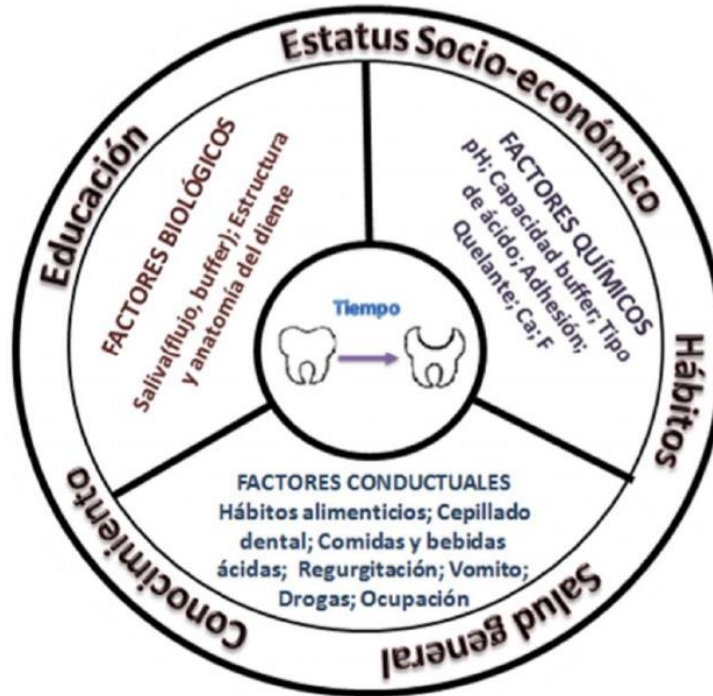 Estatus Socio-económico
Educación
FACTORES BIOLÓGICOS
Saliva(flujo, buffer); Estructura
y anatomía del diente
FACTORES QUÍMICOS
pH; Capacidad buffer; Tipo
de ácido; Adhesión;
Quelante; Ca; F
Tiempo
Hábitos
FACTORES CONDUCTUALES
Hábitos alimenticios; Cepillado
dental; Comidas y bebidas
ácidas; Regurgitación; Vomito;
Drogas; Ocupación
Conocimiento
Salud general